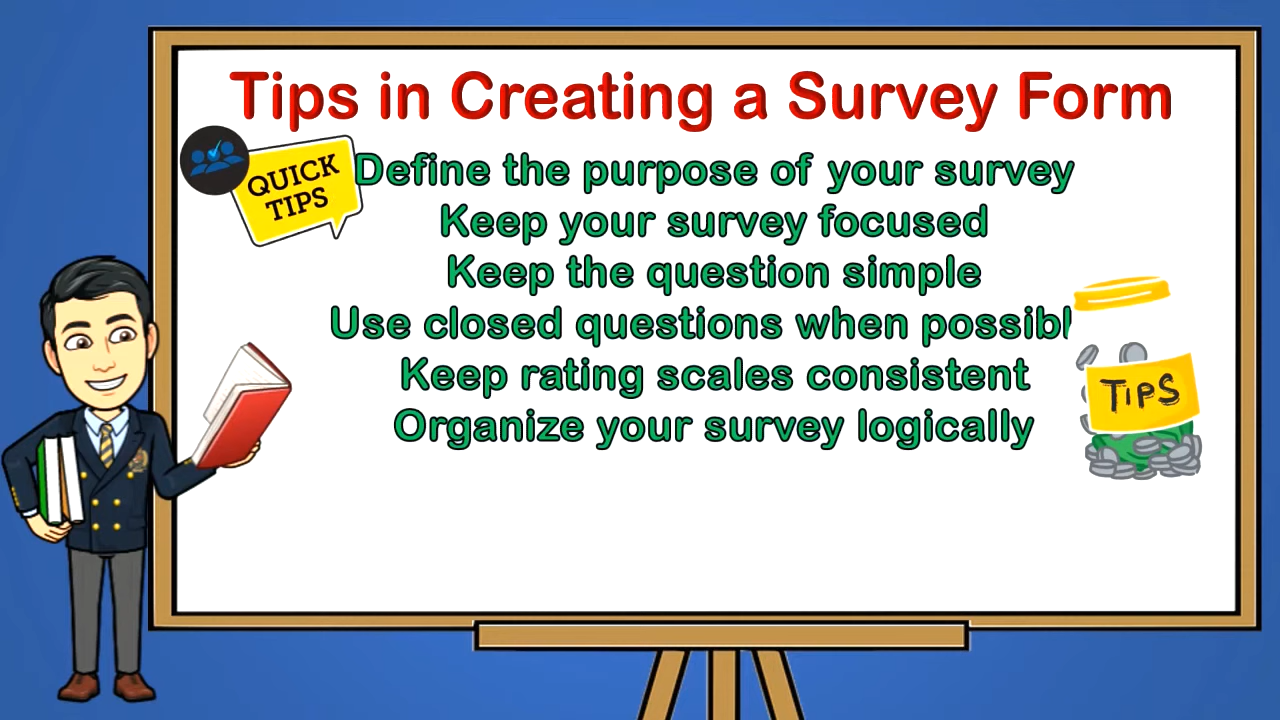 Tips in Creating a Survey Form
QUICK
TIPS
Define the purpose of your survey
Keep your survey focused
Keep the question simple
Use closed questions when possibl
Keep rating scales consistent
Organize your survey logically
TIPS